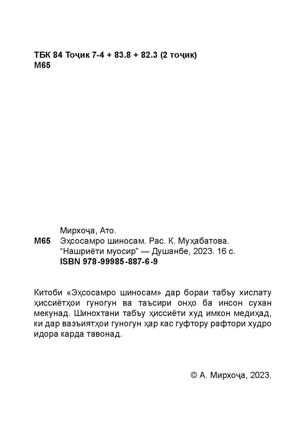 ТБК 84 Тоҷик 7-4 + 83.8 + 82.3 (2 тоҷик)
М65
Мирхоҷа, Ато.
М65 Эҳсосамро шиносам. Рас. К. Муҳабатова.
"Нашриёти муосир" — Душанбе, 2023. 16 с.
ISBN 978-99985-887-6-9
Китоби «Эҳсосамро шиносам» дар бораи табъу хислату
ҳиссиётҳои гуногун ва таъсири онҳо ба инсон сухан
мекунад. Шинохтани табъу ҳиссиёти худ имкон медиҳад,
ки дар вазъиятҳои гуногун ҳар кас гуфтору рафтори худро
идора карда тавонад.
© А. Мирхоҷа, 2023.